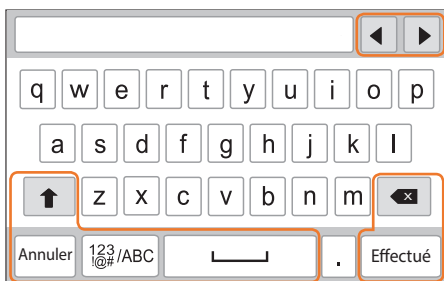 q w e r t y u i o p
a s d f g h j k l
z x c v b n m
Annuler 123!@#/ABC . Effectué